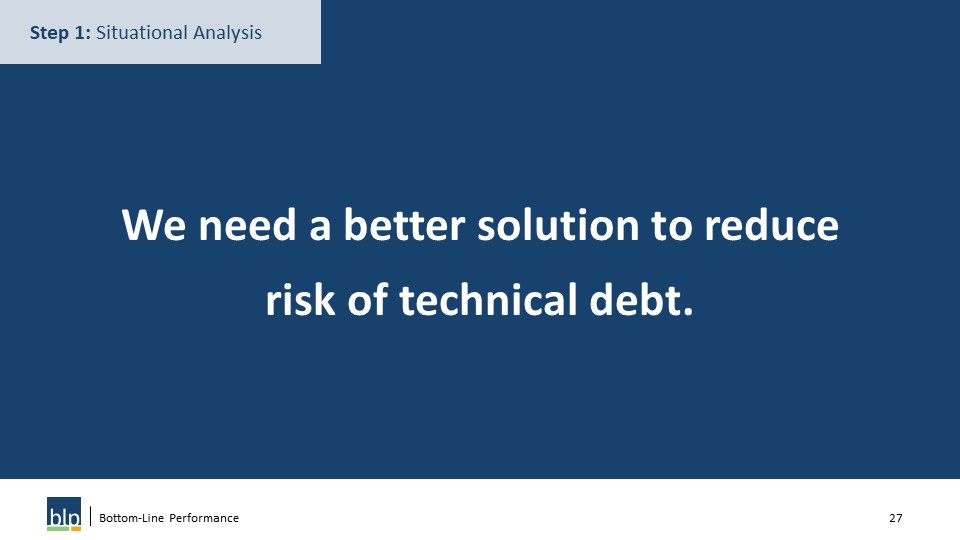 Step 1: Situational Analysis
We need a better solution to reduce
risk of technical debt.
blp
Bottom-Line Performance
27